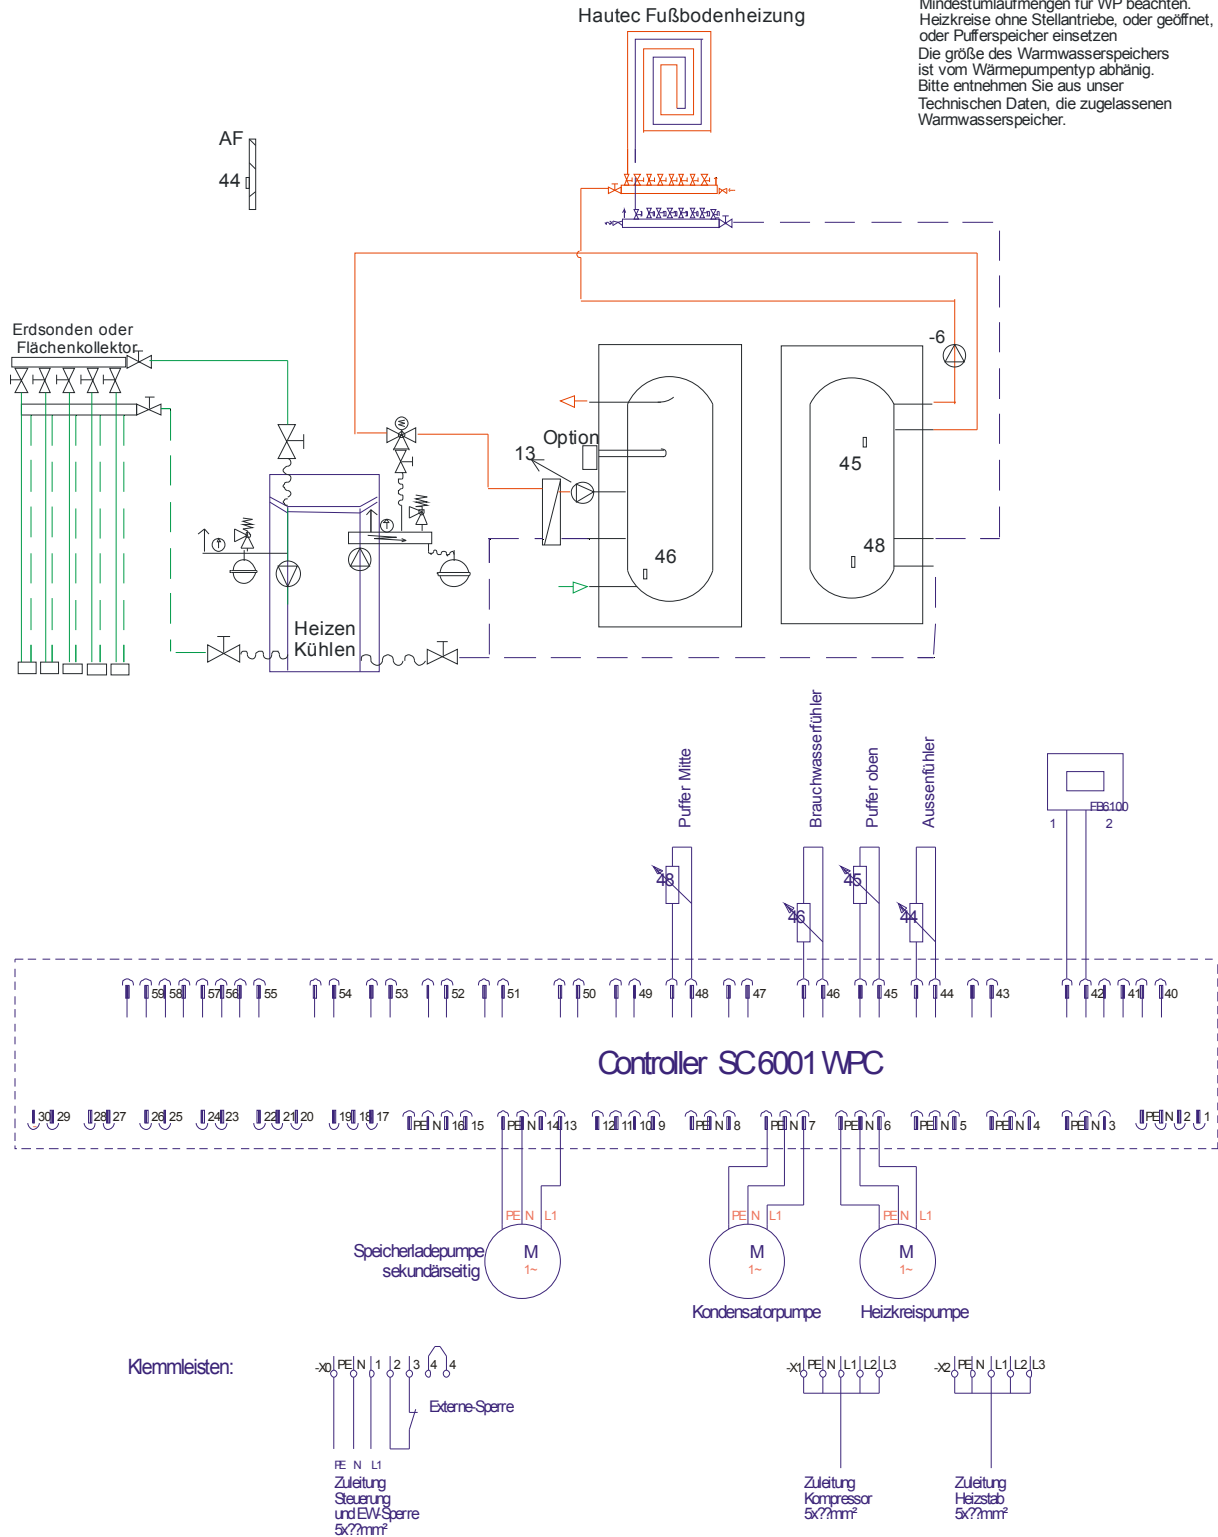 Hautec Fußbodenheizung
Mindestumlaufmengen für WP beachten.
Heizkreise ohne Stellantriebe, oder geöffnet,
oder Pufferspeicher einsetzen
Die größe des Warmwasserspeichers
ist vom Wärmepumpentyp abhänig.
Bitte entnehmen Sie aus unser
Technischen Daten, die zugelassenen
Warmwasserspeicher.
AF
44
Erdsonden oder
Flächenkollektor
-6
Option
13
45
46
48
Heizen
Kühlen
Puffer Mitte
Brauchwasserfühler
Puffer oben
Aussenfühler
FB6100
1 2
48
46
45
44
59 58 57 56 55 54 53 52 51 50 49 48 47 46 45 44 43 42 41 40
Controller SC6001 WPC
30 29 28 27 26 25 24 23 22 21 20 19 18 17 PE N 16 15 PE N 14 13 12 11 10 9 PE N 8 PE N 7 PE N 6 PE N 5 PE N 4 PE N 3 PE N 2 1
PE N L1
PE N L1
PE N L1
Speicherladepumpe
sekundärseitig
M
1~
M
1~
M
1~
Kondensatorpumpe
Heizkreispumpe
Klemmleisten:
-X0 PE N 1 2 3 4 4
-X1 PE N L1 L2 L3
-X2 PE N L1 L2 L3
Externe-Sperre
PE N L1
Zuleitung
Steuerung
und EW-Sperre
5x??mm²
Zuleitung
Kompressor
5x??mm²
Zuleitung
Heizstab
5x??mm²